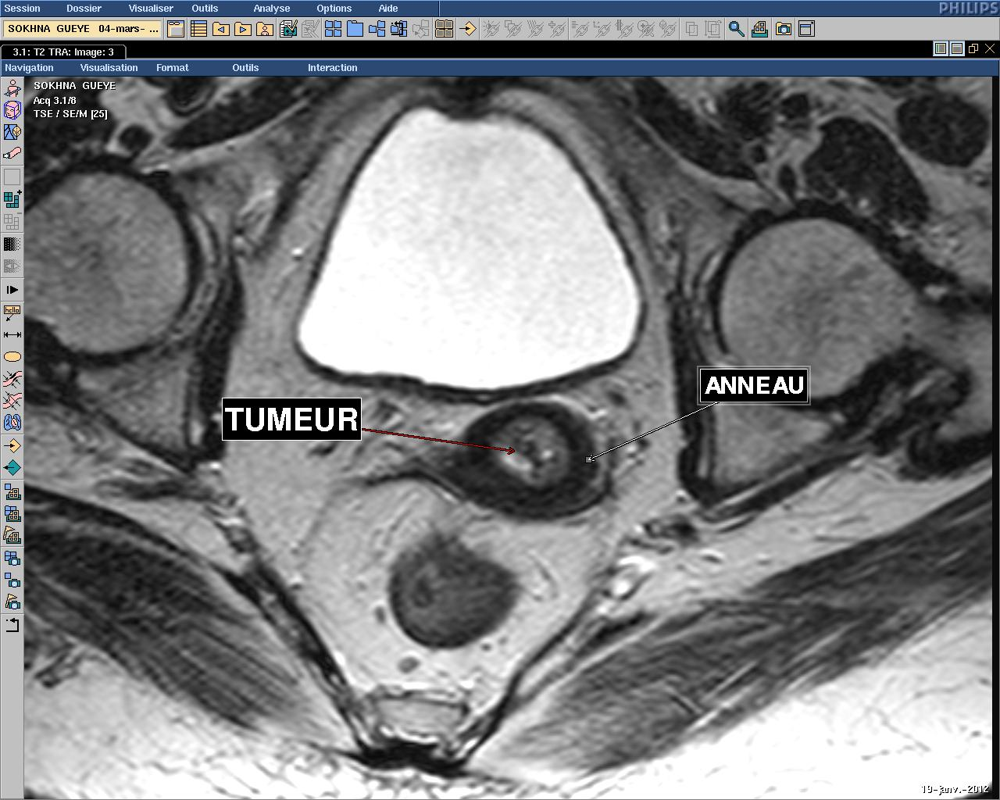 Session Dossier Visualiser Outils Analyse Options Aide
PHILIPS
SOKHNA GUEYE 04-mars- ...
3.1: T2 TRA: Image: 3
Navigation Visualisation Format Outils Interaction
SOKHNA GUEYE
Acq 3.1/8
TSE / SE/M [25]
hello
ANNEAU
TUMEUR
19-janv.-2012